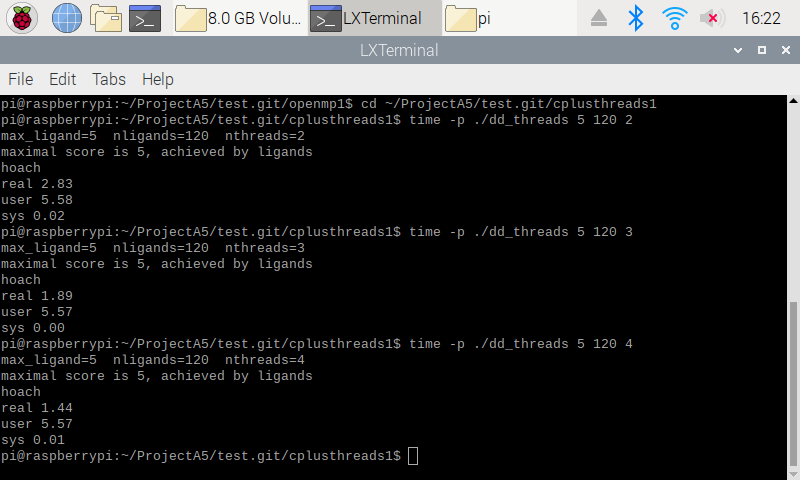 8.0 GB Volu... LXTerminal pi 16:22
LXTerminal
File Edit Tabs Help
pi@raspberrypi:~/ProjectA5/test.git/openmp1$ cd ~/ProjectA5/test.git/cplusthreads1
pi@raspberrypi:~/ProjectA5/test.git/cplusthreads1$ time -p ./dd_threads 5 120 2
max_ligand=5  nligands=120  nthreads=2
maximal score is 5, achieved by ligands
hoach
real 2.83
user 5.58
sys 0.02
pi@raspberrypi:~/ProjectA5/test.git/cplusthreads1$ time -p ./dd_threads 5 120 3
max_ligand=5  nligands=120  nthreads=3
maximal score is 5, achieved by ligands
hoach
real 1.89
user 5.57
sys 0.00
pi@raspberrypi:~/ProjectA5/test.git/cplusthreads1$ time -p ./dd_threads 5 120 4
max_ligand=5  nligands=120  nthreads=4
maximal score is 5, achieved by ligands
hoach
real 1.44
user 5.57
sys 0.01
pi@raspberrypi:~/ProjectA5/test.git/cplusthreads1$